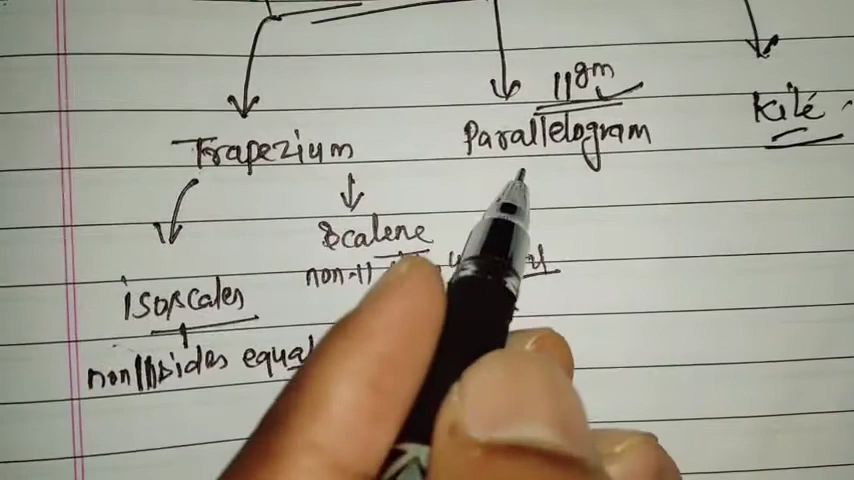 ||gm
Trapezium
Parallelogram
Kite
Scalene
non-||
isoscales
non || sides equal